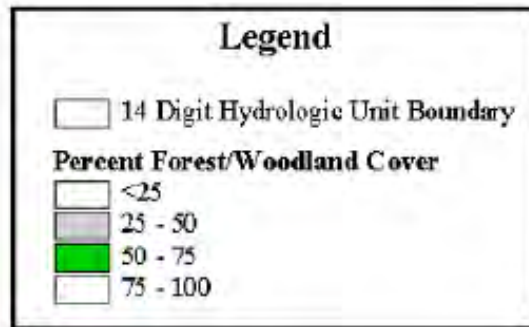 Legend
14 Digit Hydrologic Unit Boundary
Percent Forest/Woodland Cover
<25
25 - 50
50 - 75
75 - 100